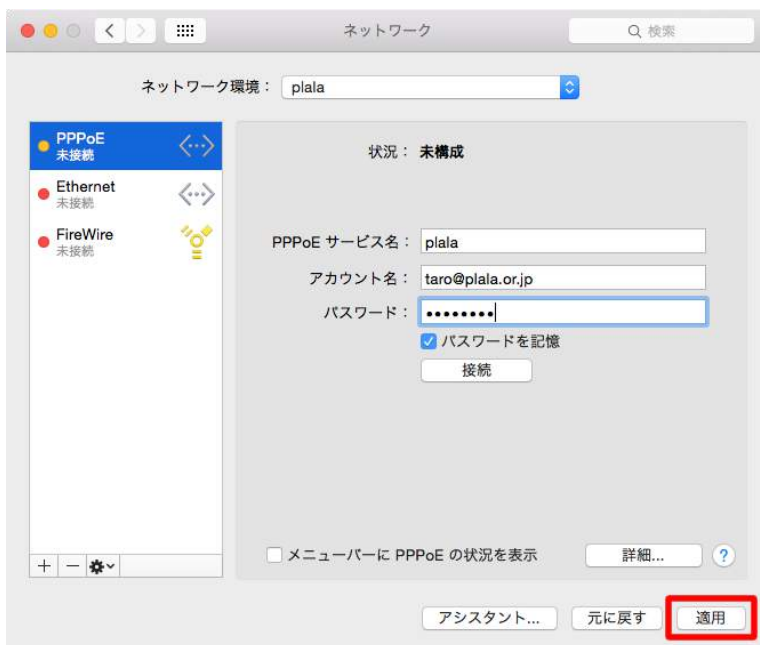 ネットワーク
検索
ネットワーク環境： plala
PPPoE
未接続
Ethernet
未接続
FireWire
未接続
状況： 未構成
PPPoE サービス名： plala
アカウント名： taro@plala.or.jp
パスワード： ••••••••
パスワードを記憶
接続
メニューバーに PPPoE の状況を表示
詳細... ?
アシスタント... 元に戻す 適用